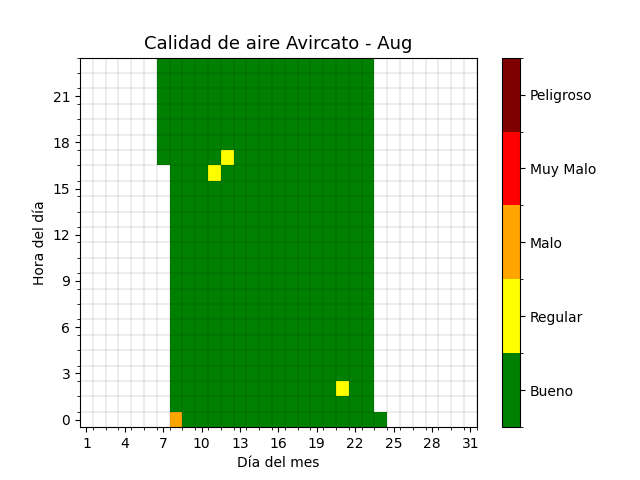 Calidad de aire Avircato - Aug
Hora del día
21
18
15
12
9
6
3
0
1 4 7 10 13 16 19 22 25 28 31
Día del mes
Peligroso
Muy Malo
Malo
Regular
Bueno